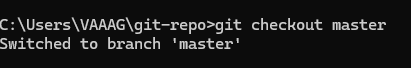 C:\Users\VAAAG\git-repo>git checkout master
Switched to branch 'master'